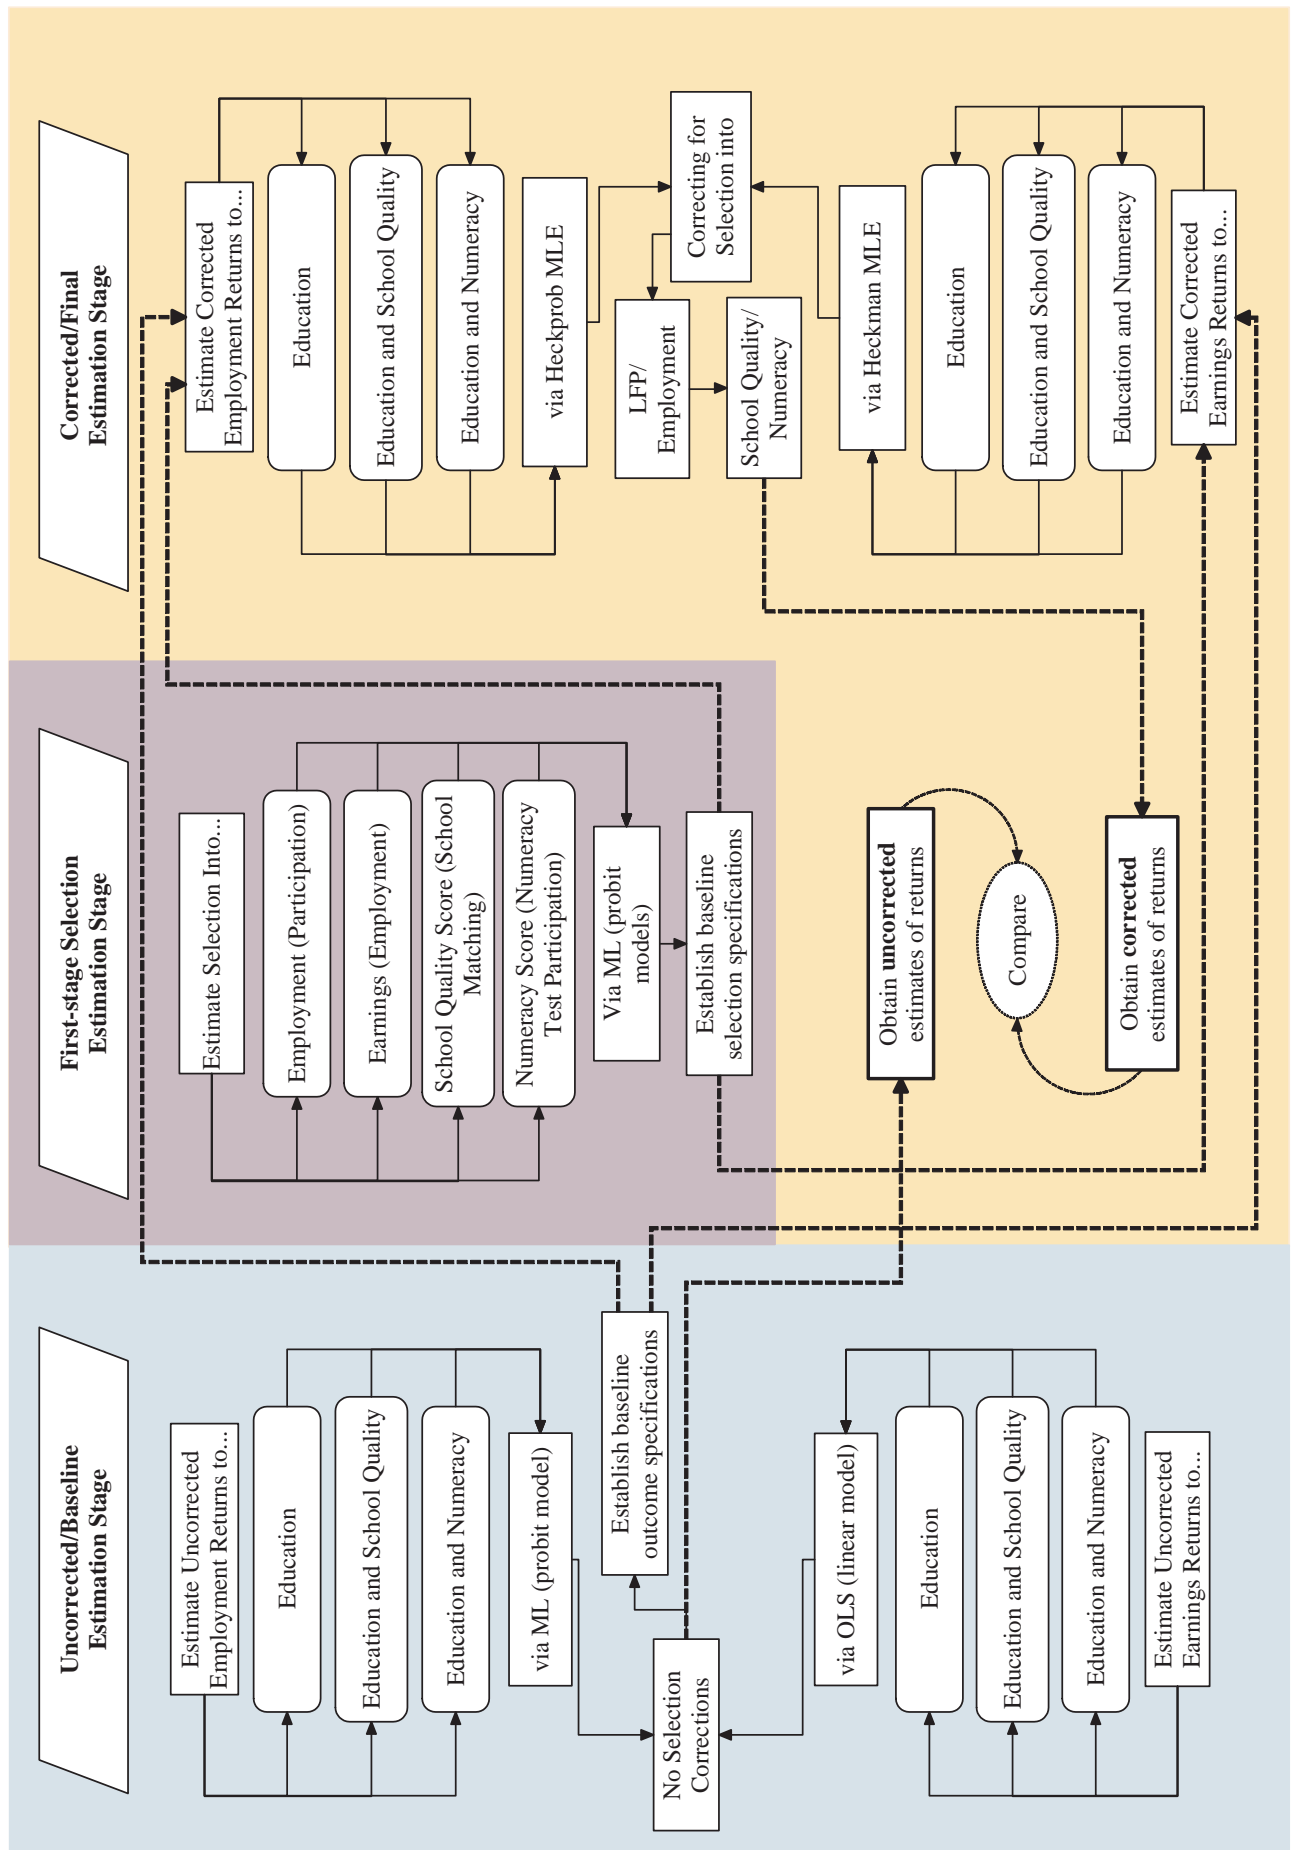 Uncorrected/Baseline
Estimation Stage
Estimate Uncorrected
Employment Returns to...
Education
Education and School Quality
Education and Numeracy
via ML (probit model)
No Selection
Corrections
Establish baseline
outcome specifications
via OLS (linear model)
Education
Education and School Quality
Education and Numeracy
Estimate Uncorrected
Earnings Returns to...
First-stage Selection
Estimation Stage
Estimate Selection Into...
Employment (Participation)
Earnings (Employment)
School Quality Score (School
Matching)
Numeracy Score (Numeracy
Test Participation)
Via ML (probit
models)
Establish baseline
selection specifications
Obtain uncorrected
estimates of returns
Compare
Obtain corrected
estimates of returns
Corrected/Final
Estimation Stage
Estimate Corrected
Employment Returns to...
Education
Education and School Quality
Education and Numeracy
via Heckprob MLE
Correcting for
Selection into
LFP/
Employment
School Quality/
Numeracy
via Heckman MLE
Education
Education and School Quality
Education and Numeracy
Estimate Corrected
Earnings Returns to...